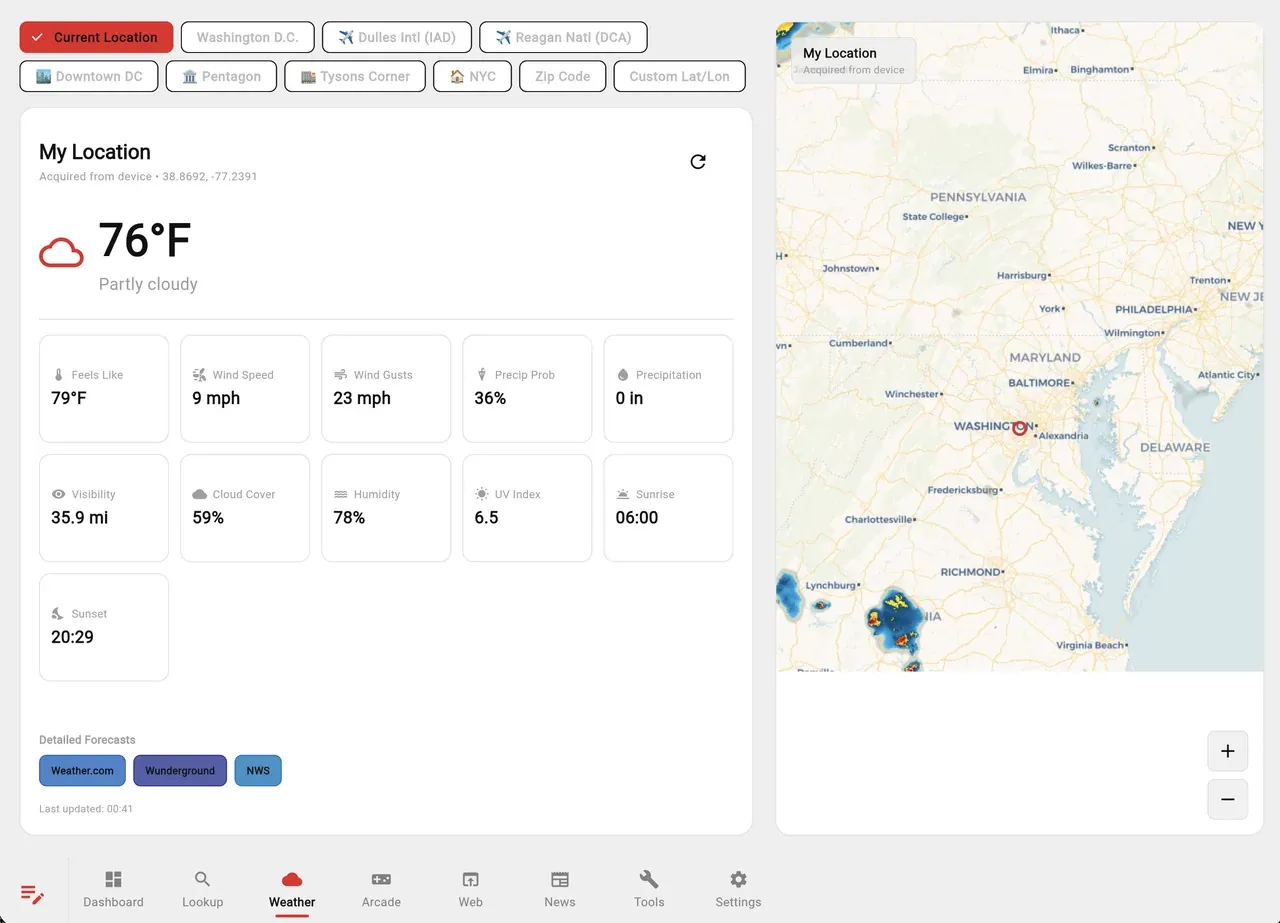 Current Location
Washington D.C.
✈️ Dulles Intl (IAD)
✈️ Reagan Natl (DCA)
🏙️ Downtown DC
🏛️ Pentagon
🏬 Tysons Corner
🏠 NYC
Zip Code
Custom Lat/Lon
My Location
Acquired from device • 38.8692, -77.2391
76°F
Partly cloudy
Feels Like
79°F
Wind Speed
9 mph
Wind Gusts
23 mph
Precip Prob
36%
Precipitation
0 in
Visibility
35.9 mi
Cloud Cover
59%
Humidity
78%
UV Index
6.5
Sunrise
06:00
Sunset
20:29
Detailed Forecasts
Weather.com
Wunderground
NWS
Last updated: 00:41
My Location
Acquired from device
Ithaca
Elmira
Binghamton
Scranton
Wilkes-Barre
PENNSYLVANIA
State College
NEW Y
Johnstown
Harrisburg
Trenton
NEW JE
York
PHILADELPHIA
Wilmington
Cumberland
MARYLAND
Atlantic City
BALTIMORE
Winchester
WASHINGTON
Alexandria
DELAWARE
Fredericksburg
Charlottesville
RICHMOND
Lynchburg
NIA
Virginia Beach
+
−
Dashboard
Lookup
Weather
Arcade
Web
News
Tools
Settings